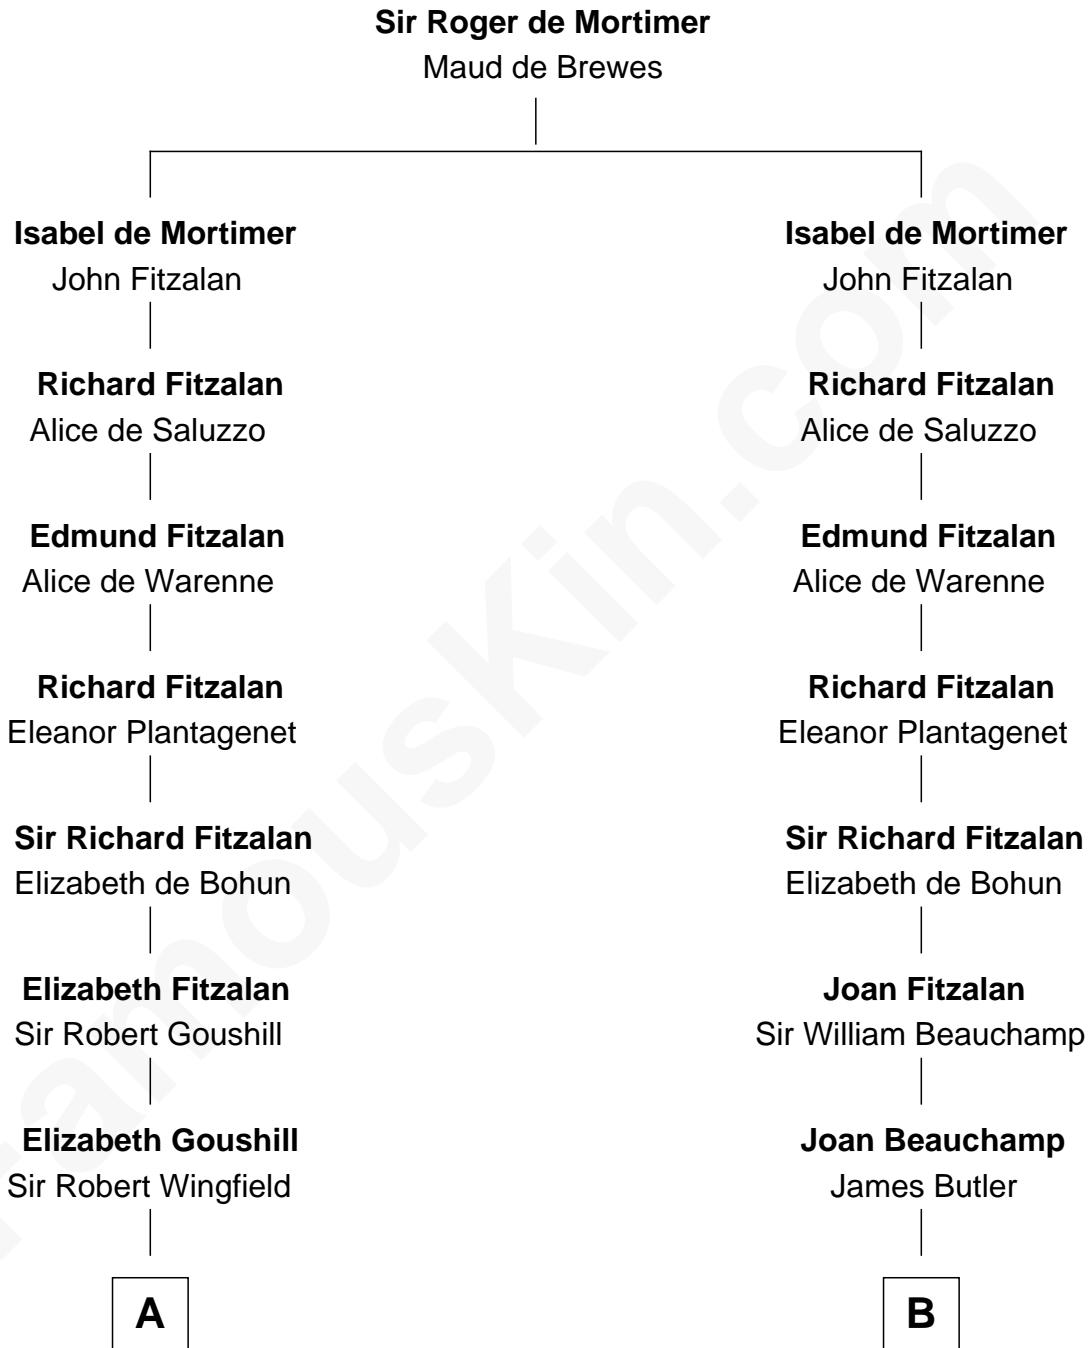 Sir Roger de Mortimer
Maud de Brewes
Isabel de Mortimer
John Fitzalan
Richard Fitzalan
Alice de Saluzzo
Edmund Fitzalan
Alice de Warenne
Richard Fitzalan
Eleanor Plantagenet
Sir Richard Fitzalan
Elizabeth de Bohun
Elizabeth Fitzalan
Sir Robert Goushill
Elizabeth Goushill
Sir Robert Wingfield
A
Isabel de Mortimer
John Fitzalan
Richard Fitzalan
Alice de Saluzzo
Edmund Fitzalan
Alice de Warenne
Richard Fitzalan
Eleanor Plantagenet
Sir Richard Fitzalan
Elizabeth de Bohun
Joan Fitzalan
Sir William Beauchamp
Joan Beauchamp
James Butler
B
FamousKin.com